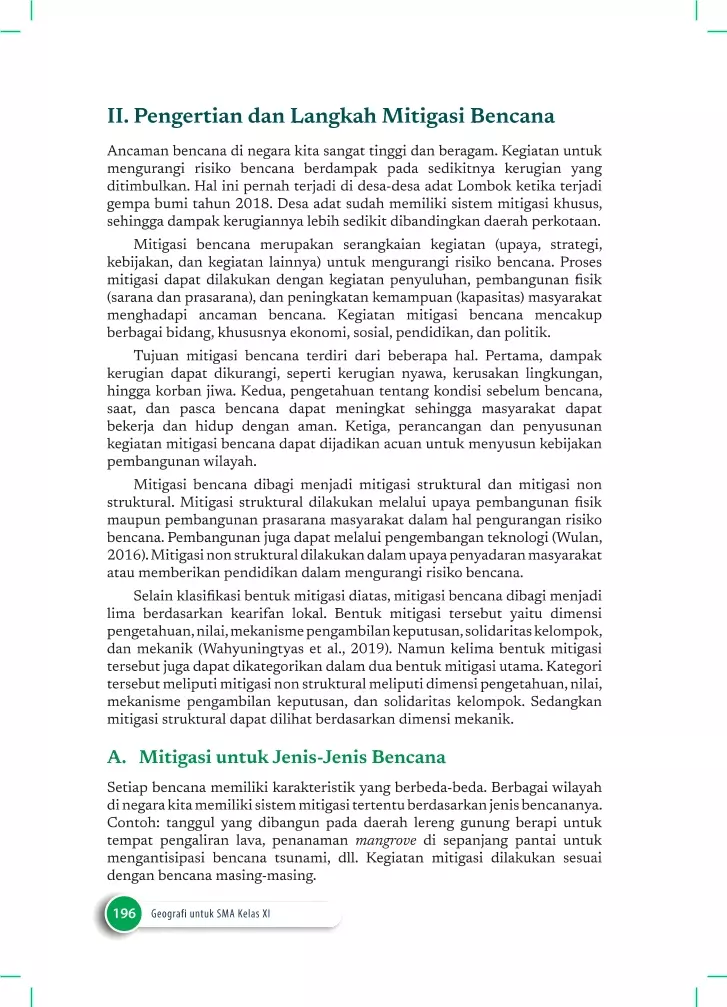 II. Pengertian dan Langkah Mitigasi Bencana
Ancaman bencana di negara kita sangat tinggi dan beragam. Kegiatan untuk
mengurangi risiko bencana berdampak pada sedikitnya kerugian yang
ditimbulkan. Hal ini pernah terjadi di desa-desa adat Lombok ketika terjadi
gempa bumi tahun 2018. Desa adat sudah memiliki sistem mitigasi khusus,
sehingga dampak kerugiannya lebih sedikit dibandingkan daerah perkotaan.
Mitigasi bencana merupakan serangkaian kegiatan (upaya, strategi,
kebijakan, dan kegiatan lainnya) untuk mengurangi risiko bencana. Proses
mitigasi dapat dilakukan dengan kegiatan penyuluhan, pembangunan fisik
(sarana dan prasarana), dan peningkatan kemampuan (kapasitas) masyarakat
menghadapi ancaman bencana. Kegiatan mitigasi bencana mencakup
berbagai bidang, khususnya ekonomi, sosial, pendidikan, dan politik.
Tujuan mitigasi bencana terdiri dari beberapa hal. Pertama, dampak
kerugian dapat dikurangi, seperti kerugian nyawa, kerusakan lingkungan,
hingga korban jiwa. Kedua, pengetahuan tentang kondisi sebelum bencana,
saat, dan pasca bencana dapat meningkat sehingga masyarakat dapat
bekerja dan hidup dengan aman. Ketiga, perancangan dan penyusunan
kegiatan mitigasi bencana dapat dijadikan acuan untuk menyusun kebijakan
pembangunan wilayah.
Mitigasi bencana dibagi menjadi mitigasi struktural dan mitigasi non
struktural. Mitigasi struktural dilakukan melalui upaya pembangunan fisik
maupun pembangunan prasarana masyarakat dalam hal pengurangan risiko
bencana. Pembangunan juga dapat melalui pengembangan teknologi (Wulan,
2016). Mitigasi non struktural dilakukan dalam upaya penyadaran masyarakat
atau memberikan pendidikan dalam mengurangi risiko bencana.
Selain klasifikasi bentuk mitigasi diatas, mitigasi bencana dibagi menjadi
lima berdasarkan kearifan lokal. Bentuk mitigasi tersebut yaitu dimensi
pengetahuan, nilai, mekanisme pengambilan keputusan, solidaritas kelompok,
dan mekanik (Wahyuningtyas et al., 2019). Namun kelima bentuk mitigasi
tersebut juga dapat dikategorikan dalam dua bentuk mitigasi utama. Kategori
tersebut meliputi mitigasi non struktural meliputi dimensi pengetahuan, nilai,
mekanisme pengambilan keputusan, dan solidaritas kelompok. Sedangkan
mitigasi struktural dapat dilihat berdasarkan dimensi mekanik.
A. Mitigasi untuk Jenis-Jenis Bencana
Setiap bencana memiliki karakteristik yang berbeda-beda. Berbagai wilayah
di negara kita memiliki sistem mitigasi tertentu berdasarkan jenis bencananya.
Contoh: tanggul yang dibangun pada daerah lereng gunung berapi untuk
tempat pengaliran lava, penanaman mangrove di sepanjang pantai untuk
mengantisipasi bencana tsunami, dll. Kegiatan mitigasi dilakukan sesuai
dengan bencana masing-masing.
196 Geografi untuk SMA Kelas XI